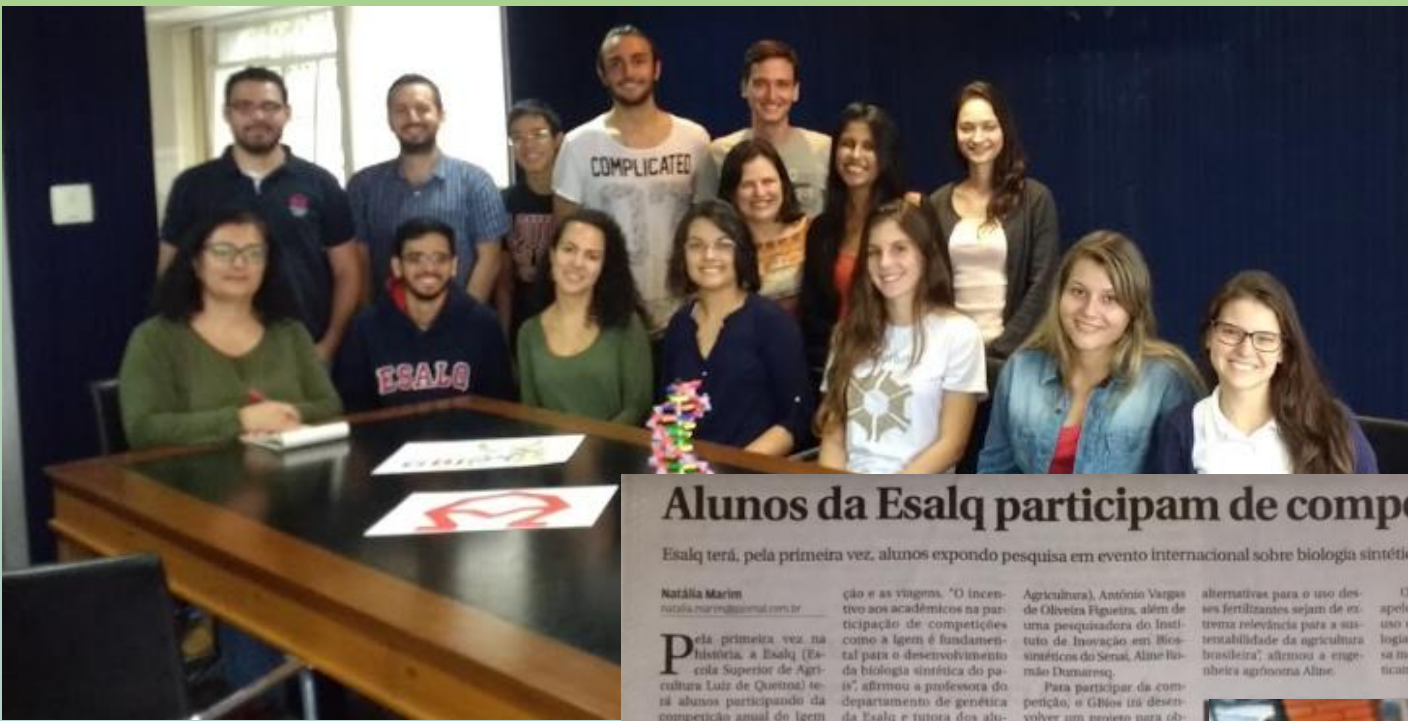 COMPLICATED
ESALQ
Alunos da Esalq participam de
Esalq terá, pela primeira vez, alunos expondo pesquisa em evento internacional sobre biologia
Natália Marim
Pela primeira vez na
história, a Esalq (Es-
cola Superior de Agri-
cultura Luiz de Queiroz) te-
rá alunos participando da
competição anual do Igem
ção e as viagens. "O incen-
tivo aos acadêmicos na par-
ticipação de competições
como a Igem é fundamen-
tal para o desenvolvimento
da biologia sintética do pa-
ís", afirmou a professora do
departamento de genética
da Esalq e tutora dos alu-
Agricultura), Antônio Vargas
de Oliveira Figueira, além de
uma pesquisadora do Insti-
tuto de Inovação em Bios-
sintéticos do Senai, Aline Ro-
mão Dumaresq.
Para participar da com-
petição, o GBios irá desen-
volver um projeto para ob-
alternativas para o uso des-
ses fertilizantes sejam de ex-
trema relevância para a sus-
tentabilidade da agricultura
brasileira", afirmou a enge-
nheira agrônoma Aline.